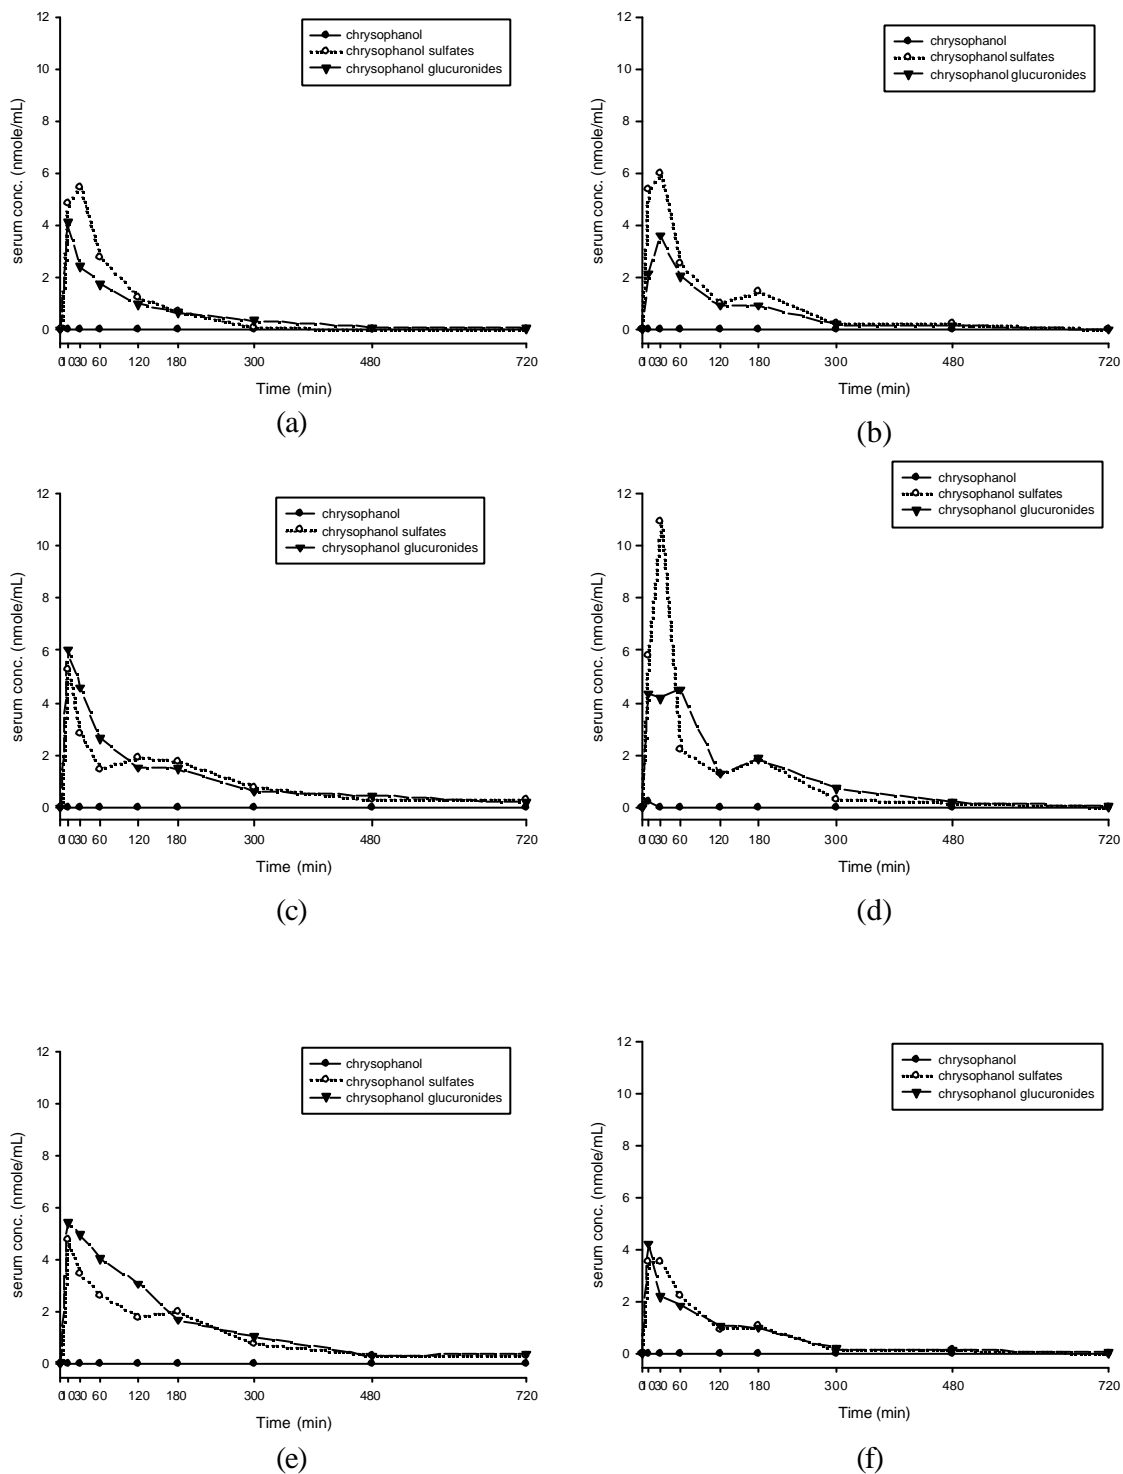 12
10
8
6
4
2
0
serum conc. (nmole/mL)
chrysophanol
chrysophanol sulfates
chrysophanol glucuronides
0 10 30 60 120 180 300 480 720
Time (min)
(a)
12
10
8
6
4
2
0
serum conc. (nmole/mL)
chrysophanol
chrysophanol sulfates
chrysophanol glucuronides
0 10 30 60 120 180 300 480 720
Time (min)
(b)
12
10
8
6
4
2
0
serum conc. (nmole/mL)
chrysophanol
chrysophanol sulfates
chrysophanol glucuronides
0 10 30 60 120 180 300 480 720
Time (min)
(c)
12
10
8
6
4
2
0
serum conc. (nmole/mL)
chrysophanol
chrysophanol sulfates
chrysophanol glucuronides
0 10 30 60 120 180 300 480 720
Time (min)
(d)
12
10
8
6
4
2
0
serum conc. (nmole/mL)
chrysophanol
chrysophanol sulfates
chrysophanol glucuronides
0 10 30 60 120 180 300 480 720
Time (min)
(e)
12
10
8
6
4
2
0
serum conc. (nmole/mL)
chrysophanol
chrysophanol sulfates
chrysophanol glucuronides
0 10 30 60 120 180 300 480 720
Time (min)
(f)